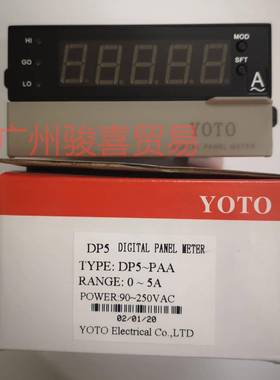 HI
MOD
GO
SFT
LO
A
YOTO
PANEL METER
广州骏喜贸易
YOTO
DP5 DIGITAL PANEL METER
TYPE: DP5~PAA
RANGE: 0 ~ 5A
POWER:90~250VAC
02/01/20
YOTO Electrical Co.,LTD